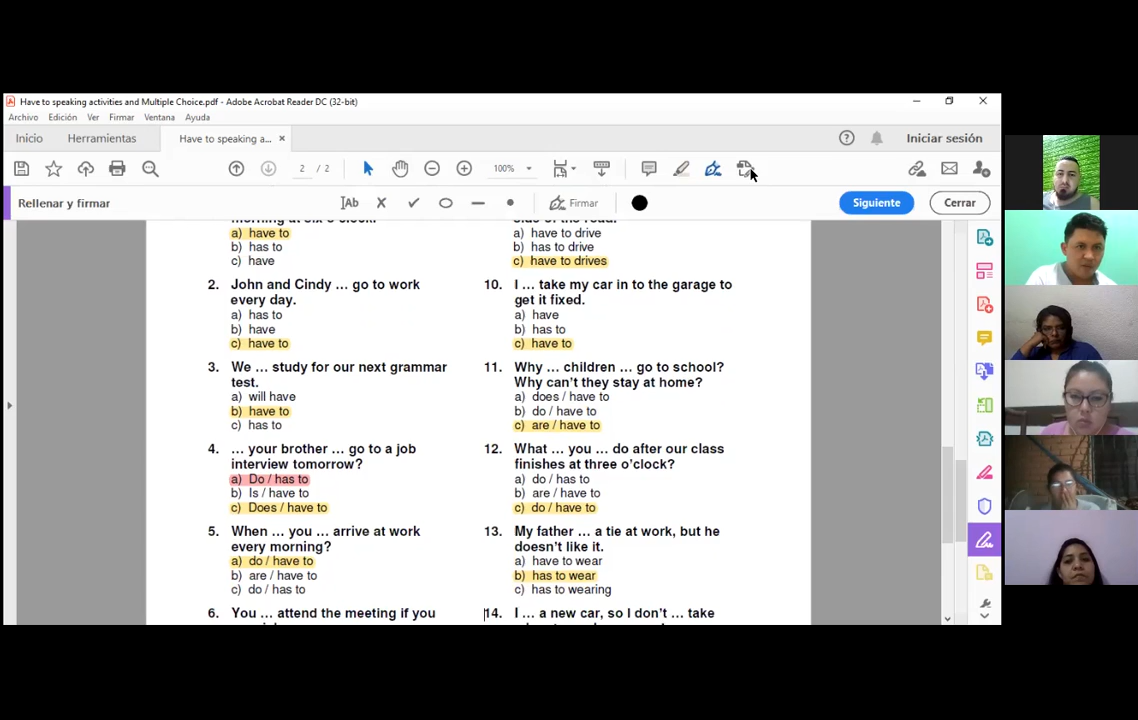 Have to speaking activities and Multiple Choice.pdf - Adobe Acrobat Reader DC (32-bit)
Archivo Edición Ver Firmar Ventana Ayuda
Inicio Herramientas Have to speaking a... Iniciar sesión
2 / 2 100%
Rellenar y firmar Ab Firmar Siguiente Cerrar
morning at six o'clock.
a) have to
b) has to
c) have
2. John and Cindy ... go to work
every day.
a) has to
b) have
c) have to
3. We ... study for our next grammar
test.
a) will have
b) have to
c) has to
4. ... your brother ... go to a job
interview tomorrow?
a) Do / has to
b) Is / have to
c) Does / have to
5. When ... you ... arrive at work
every morning?
a) do / have to
b) are / have to
c) do / has to
6. You ... attend the meeting if you
side of the road.
a) have to drive
b) has to drive
c) have to drives
10. I ... take my car in to the garage to
get it fixed.
a) have
b) has to
c) have to
11. Why ... children ... go to school?
Why can't they stay at home?
a) does / have to
b) do / have to
c) are / have to
12. What ... you ... do after our class
finishes at three o'clock?
a) do / has to
b) are / have to
c) do / have to
13. My father ... a tie at work, but he
doesn't like it.
a) have to wear
b) has to wear
c) has to wearing
14. I ... a new car, so I don't ... take